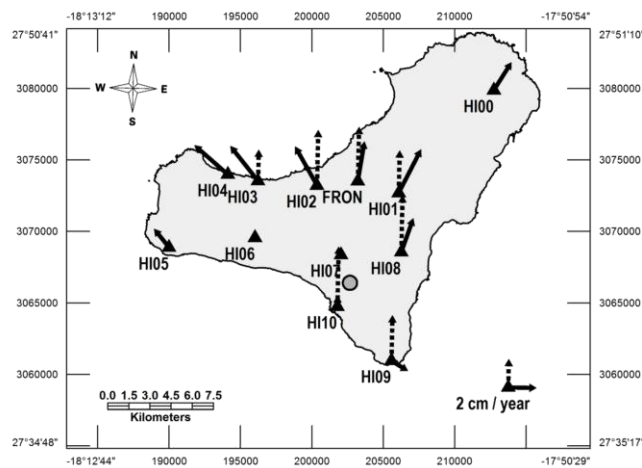 -18°13'12" 190000 195000 200000 205000 210000 -17°50'54"
27°50'41" 27°51'10"
N
3080000 W E 3080000
S HI00
3075000 3075000
HI04 HI03 HI02 FRON HI01
3070000 3070000
HI05 HI06 HI07 HI08
3065000 3065000
HI10
HI09
3060000 3060000
0.0 1.5 3.0 4.5 6.0 7.5
Kilometers
2 cm / year
27°34'48" 27°35'17"
-18°12'44" 190000 195000 200000 205000 210000 -17°50'29"